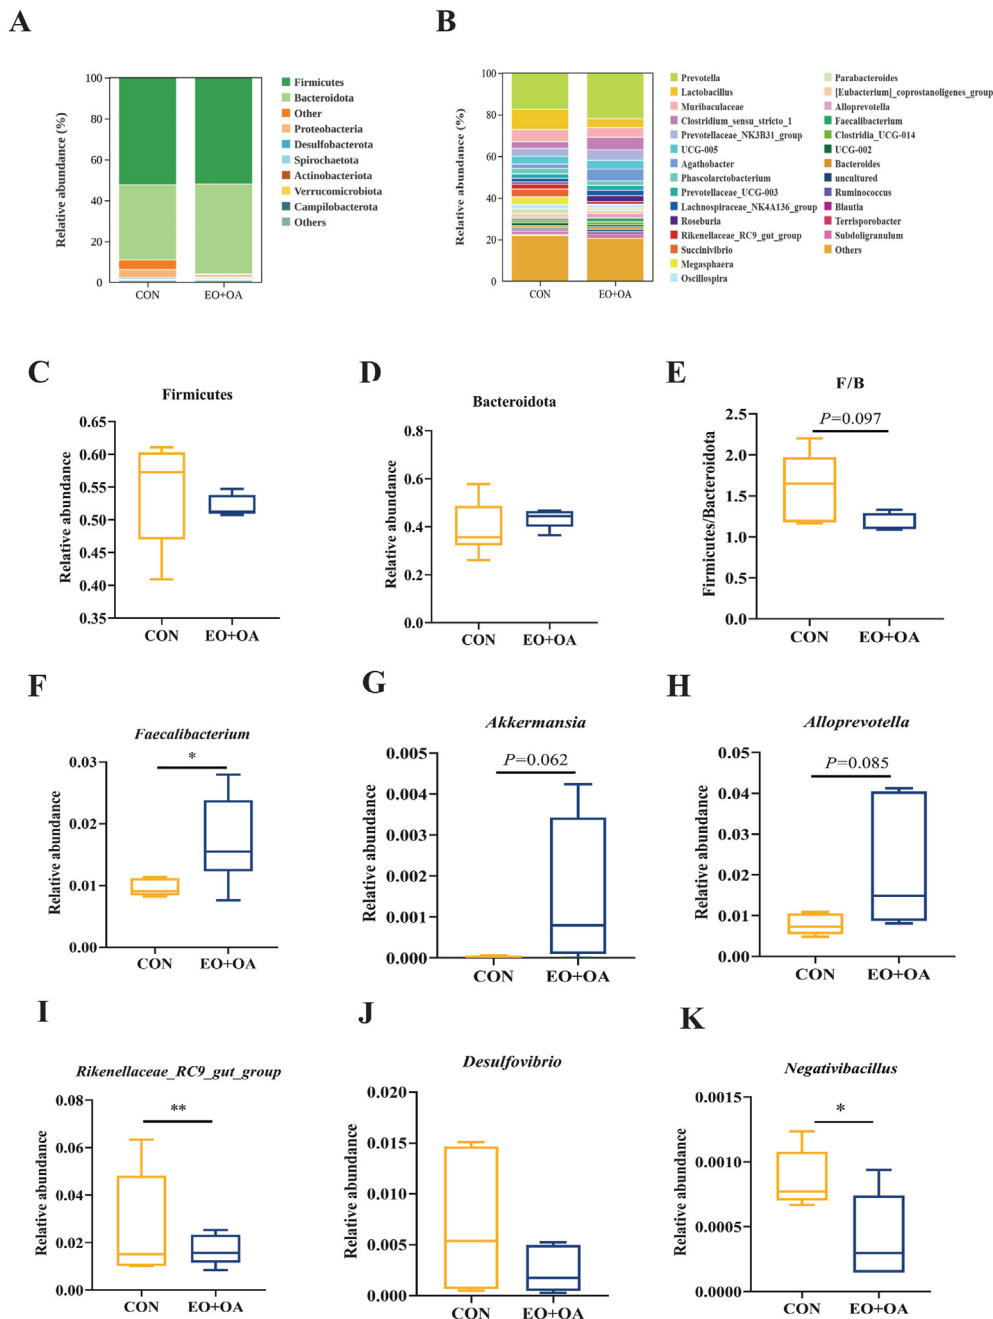 A
Relative abundance (%)
100
80
60
40
20
0
CON
EO+OA
Firmicutes
Bacteroidota
Other
Proteobacteria
Desulfobacterota
Spirochaetota
Actinobacteriota
Verrucomicrobiota
Campilobacterota
Others
B
Relative abundance (%)
100
80
60
40
20
0
CON
EO+OA
Prevotella
Lactobacillus
Muribaculaceae
Clostridium_sensu_stricto_1
Prevotellaceae_NK3B31_group
UCG-005
Agathobacter
Phascolarctobacterium
Prevotellaceae_UCG-003
Lachnospiraceae_NK4A136_group
Roseburia
Rikenellaceae_RC9_gut_group
Succinivibrio
Megasphaera
Oscillospira
Parabacteroides
[Eubacterium]_coprostanoligenes_group
Alloprevotella
Faecalibacterium
Clostridia_UCG-014
UCG-002
Bacteroides
uncultured
Ruminococcus
Blautia
Terrisporobacter
Subdoligranulum
Others
C
Firmicutes
Relative abundance
0.65
0.60
0.55
0.50
0.45
0.40
0.35
CON
EO+OA
D
Bacteroidota
Relative abundance
0.8
0.6
0.4
0.2
0.0
CON
EO+OA
E
F/B
P=0.097
Firmicutes/Bacteroidota
2.5
2.0
1.5
1.0
0.5
0.0
CON
EO+OA
F
Faecalibacterium
*
Relative abundance
0.03
0.02
0.01
0.00
CON
EO+OA
G
Akkermansia
P=0.062
Relative abundance
0.005
0.004
0.003
0.002
0.001
0.000
CON
EO+OA
H
Alloprevotella
P=0.085
Relative abundance
0.05
0.04
0.03
0.02
0.01
0.00
CON
EO+OA
I
Rikenellaceae_RC9_gut_group
**
Relative abundance
0.08
0.06
0.04
0.02
0.00
CON
EO+OA
J
Desulfovibrio
Relative abundance
0.020
0.015
0.010
0.005
0.000
CON
EO+OA
K
Negativibacillus
*
Relative abundance
0.0015
0.0010
0.0005
0.0000
CON
EO+OA